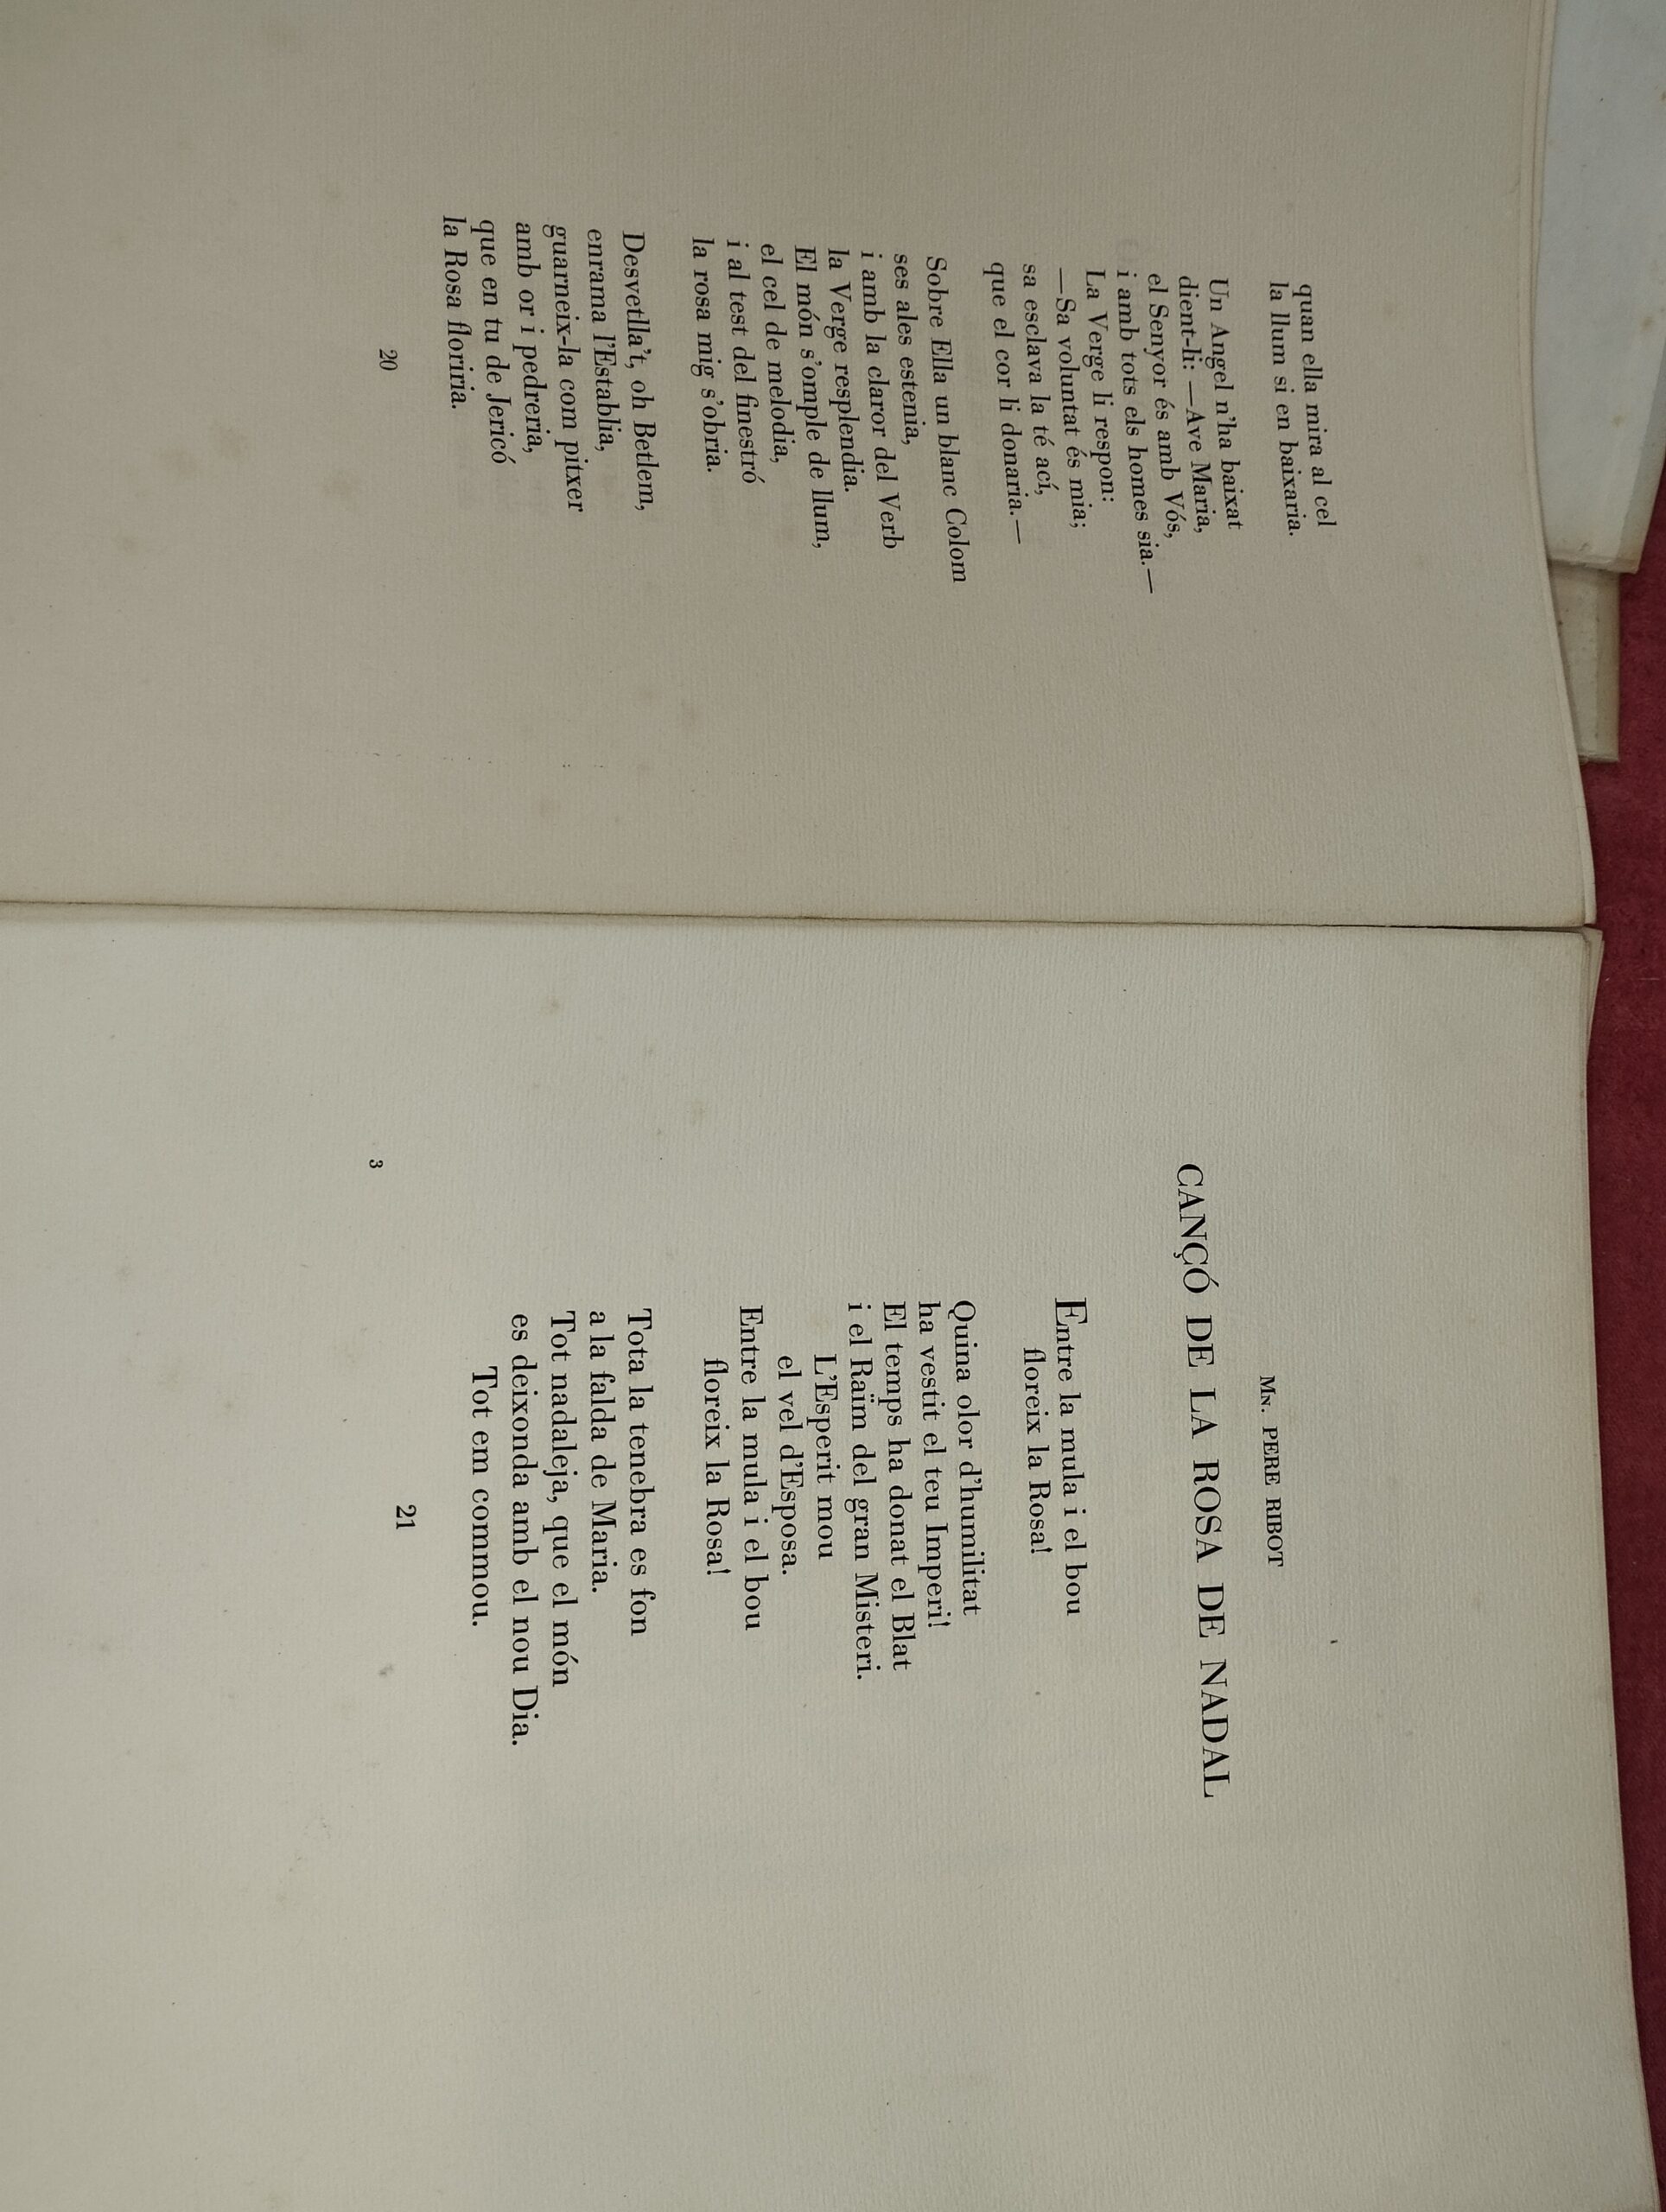 quan ella mira al cel
la llum si en baixaria.
Un Angel n'ha baixat
dient-li: —Ave Maria,
el Senyor és amb Vós,
i amb tots els homes sia.—
La Verge li respon:
—Sa voluntat és mia;
sa esclava la té ací,
que el cor li donaria.—
Sobre Ella un blanc Colom
ses ales estenia,
i amb la claror del Verb
la Verge resplendia.
El món s'omple de llum,
el cel de melodia,
i al test del finestró
la rosa mig s'obria.
Desvetlla't, oh Betlem,
enrama l'Establia,
guarneix-la com pitxer
amb or i pedreria,
que en tu de Jericó
la Rosa floriria.
20
Mn. PERE RIBOT
CANÇÓ DE LA ROSA DE NADAL
Entre la mula i el bou
floreix la Rosa!
Quina olor d'humilitat
ha vestit el teu Imperi!
El temps ha donat el Blat
i el Raïm del gran Misteri.
L'Esperit mou
el vel d'Esposa.
Entre la mula i el bou
floreix la Rosa!
Tota la tenebra es fon
a la falda de Maria.
Tot nadaleja, que el món
es deixonda amb el nou Dia.
Tot em commou.
3
21